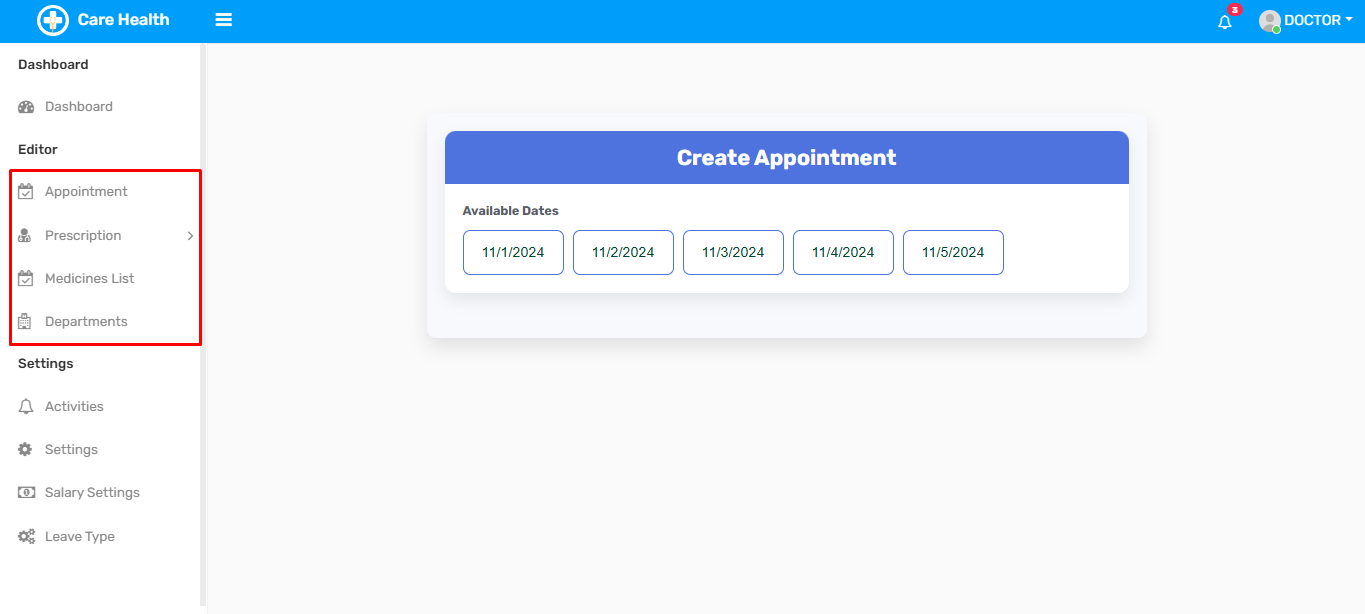 Care Health
3
DOCTOR
Dashboard
Dashboard
Editor
Appointment
Prescription
Medicines List
Departments
Settings
Activities
Settings
Salary Settings
Leave Type
Create Appointment
Available Dates
11/1/2024 11/2/2024 11/3/2024 11/4/2024 11/5/2024